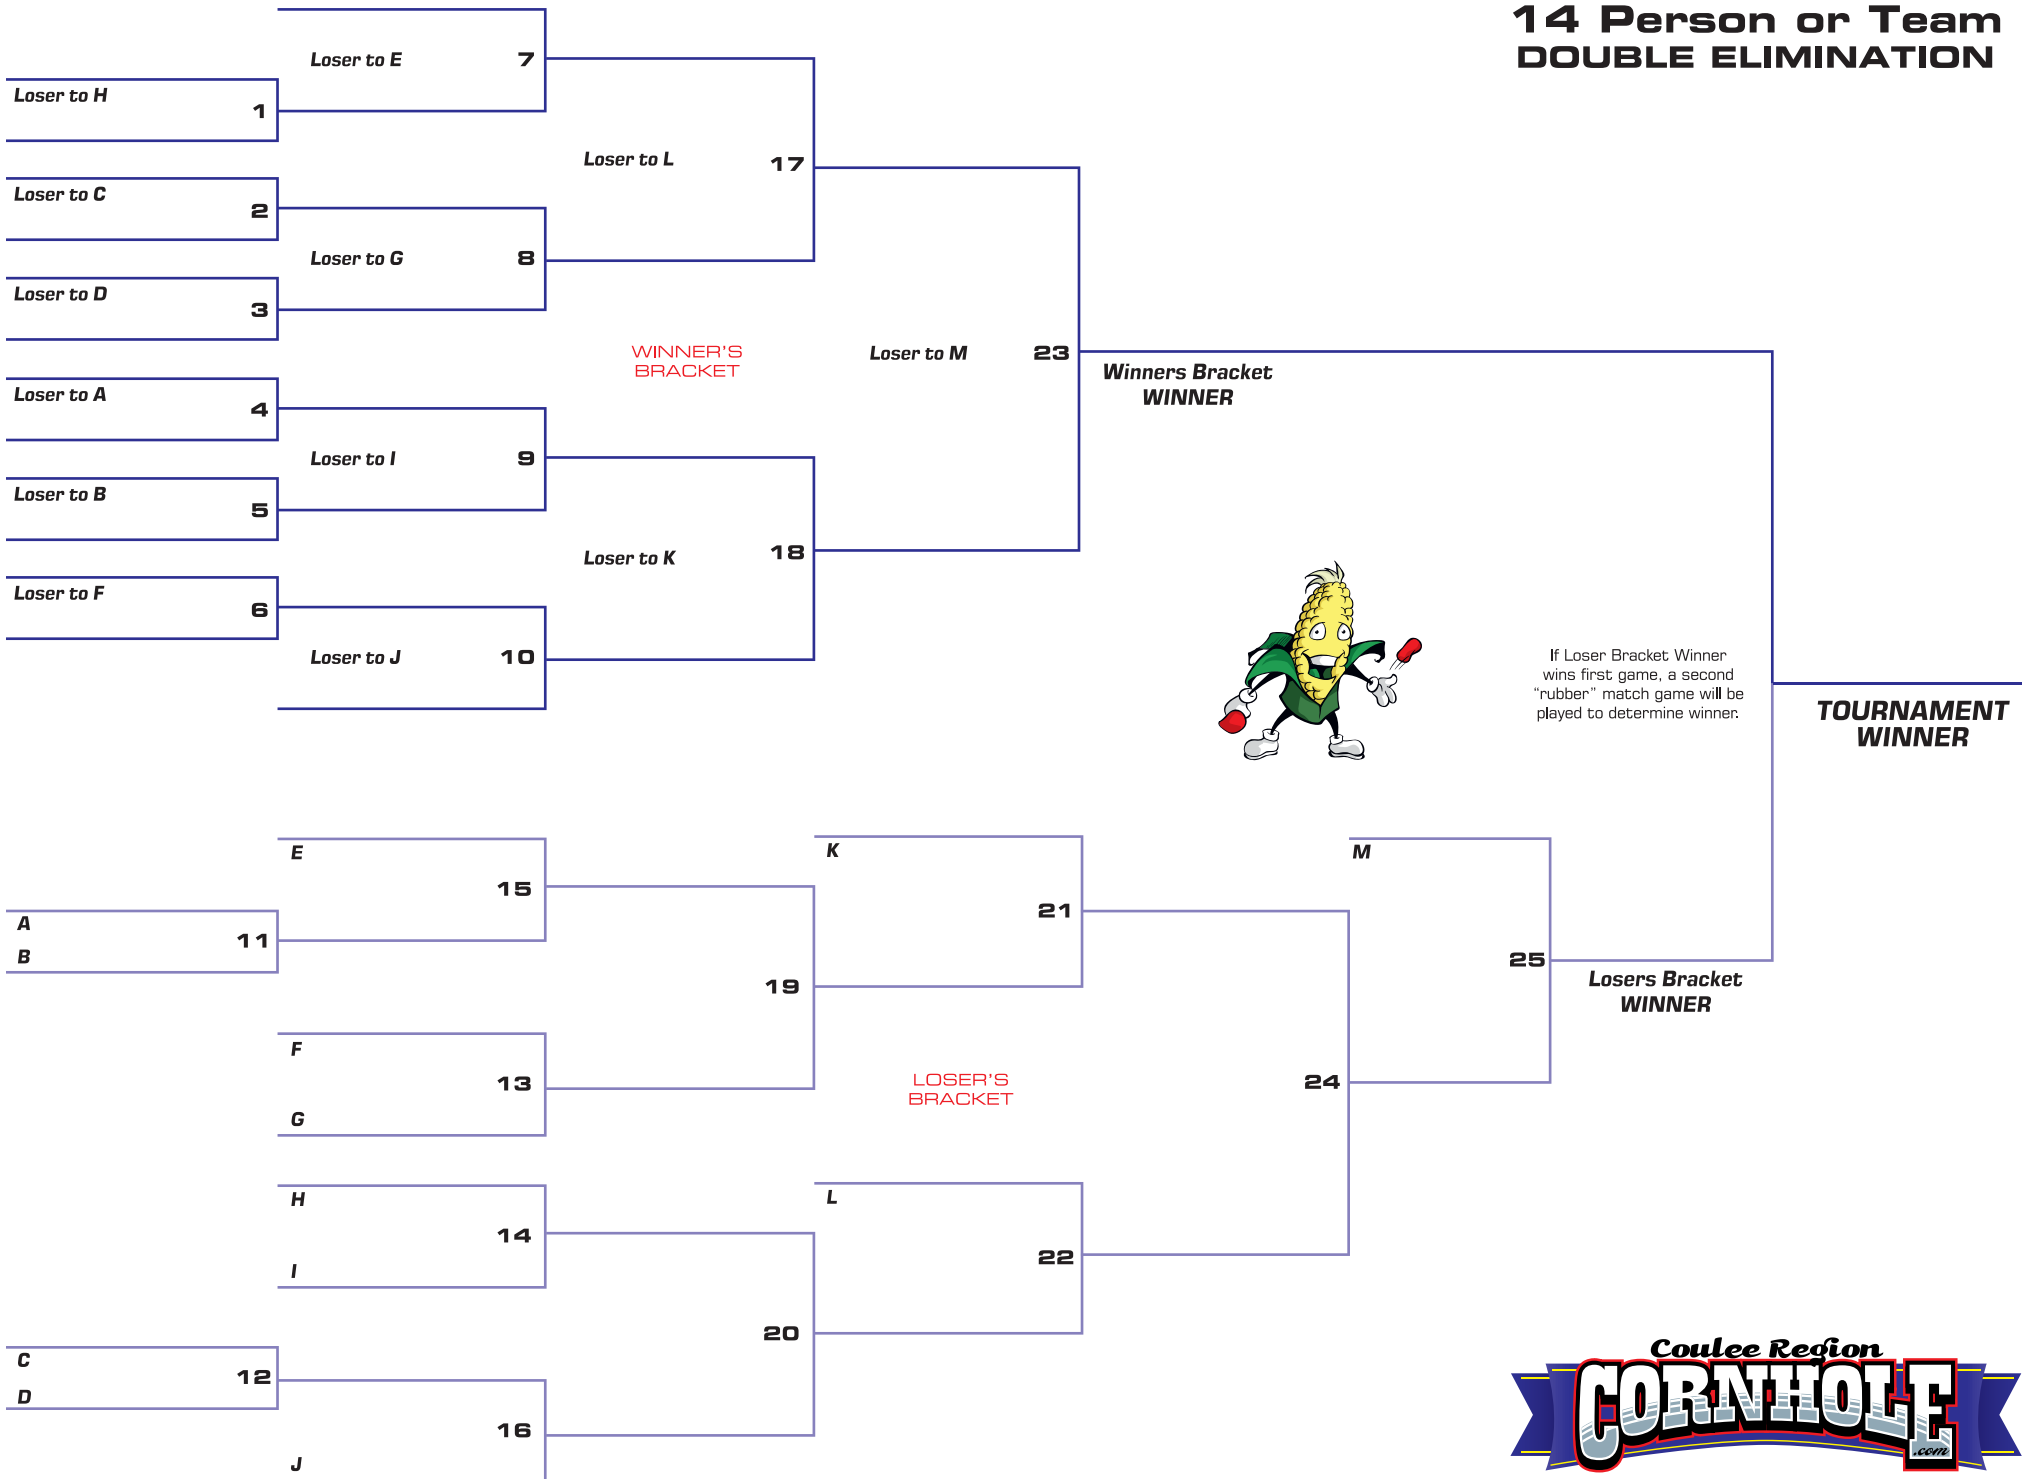 14 Person or Team
DOUBLE ELIMINATION
Loser to E 7
Loser to H
1
Loser to L 17
Loser to C
2
Loser to G 8
Loser to D
3
WINNER'S
BRACKET
Loser to M 23
Winners Bracket
WINNER
Loser to A
4
Loser to I 9
Loser to B
5
Loser to K 18
Loser to F
6
Loser to J 10
If Loser Bracket Winner
wins first game, a second
“rubber” match game will be
played to determine winner.
TOURNAMENT
WINNER
E
15
K
M
A
11
B
21
25
19
Losers Bracket
WINNER
F
13
G
LOSER'S
BRACKET
24
H
14
I
L
22
20
C
12
D
16
J
Coulee Region
CORNHOLE
.com